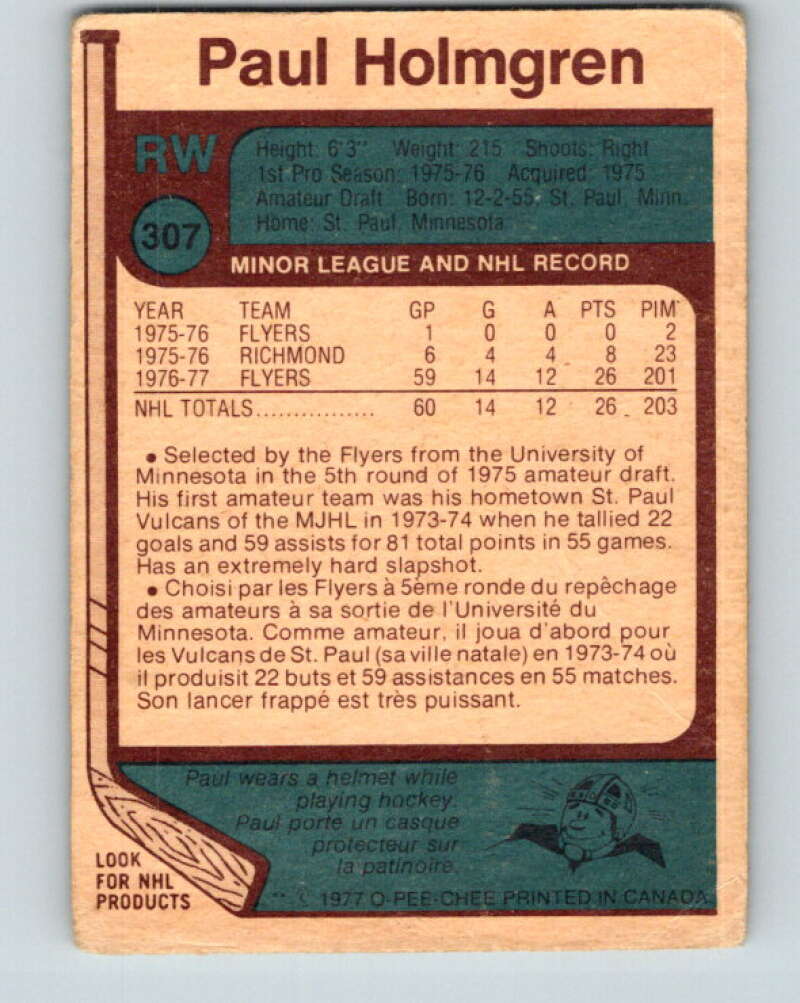 Paul Holmgren
RW
307
Height: 6'3" Weight: 215 Shoots: Right
1st Pro Season: 1975-76 Acquired: 1975
Amateur Draft Born: 12-2-55, St. Paul, Minn.
Home: St. Paul, Minnesota
MINOR LEAGUE AND NHL RECORD
YEAR TEAM GP G A PTS PIM
1975-76 FLYERS 1 0 0 0 2
1975-76 RICHMOND 6 4 4 8 23
1976-77 FLYERS 59 14 12 26 201
NHL TOTALS................ 60 14 12 26 203
• Selected by the Flyers from the University of
Minnesota in the 5th round of 1975 amateur draft.
His first amateur team was his hometown St. Paul
Vulcans of the MJHL in 1973-74 when he tallied 22
goals and 59 assists for 81 total points in 55 games.
Has an extremely hard slapshot.
• Choisi par les Flyers à 5ème ronde du repêchage
des amateurs à sa sortie de l'Université du
Minnesota. Comme amateur, il joua d'abord pour
les Vulcans de St. Paul (sa ville natale) en 1973-74 où
il produisit 22 buts et 59 assistances en 55 matches.
Son lancer frappé est très puissant.
Paul wears a helmet while
playing hockey.
Paul porte un casque
protecteur sur
la patinoire.
LOOK
FOR NHL
PRODUCTS
** © 1977 O-PEE-CHEE PRINTED IN CANADA